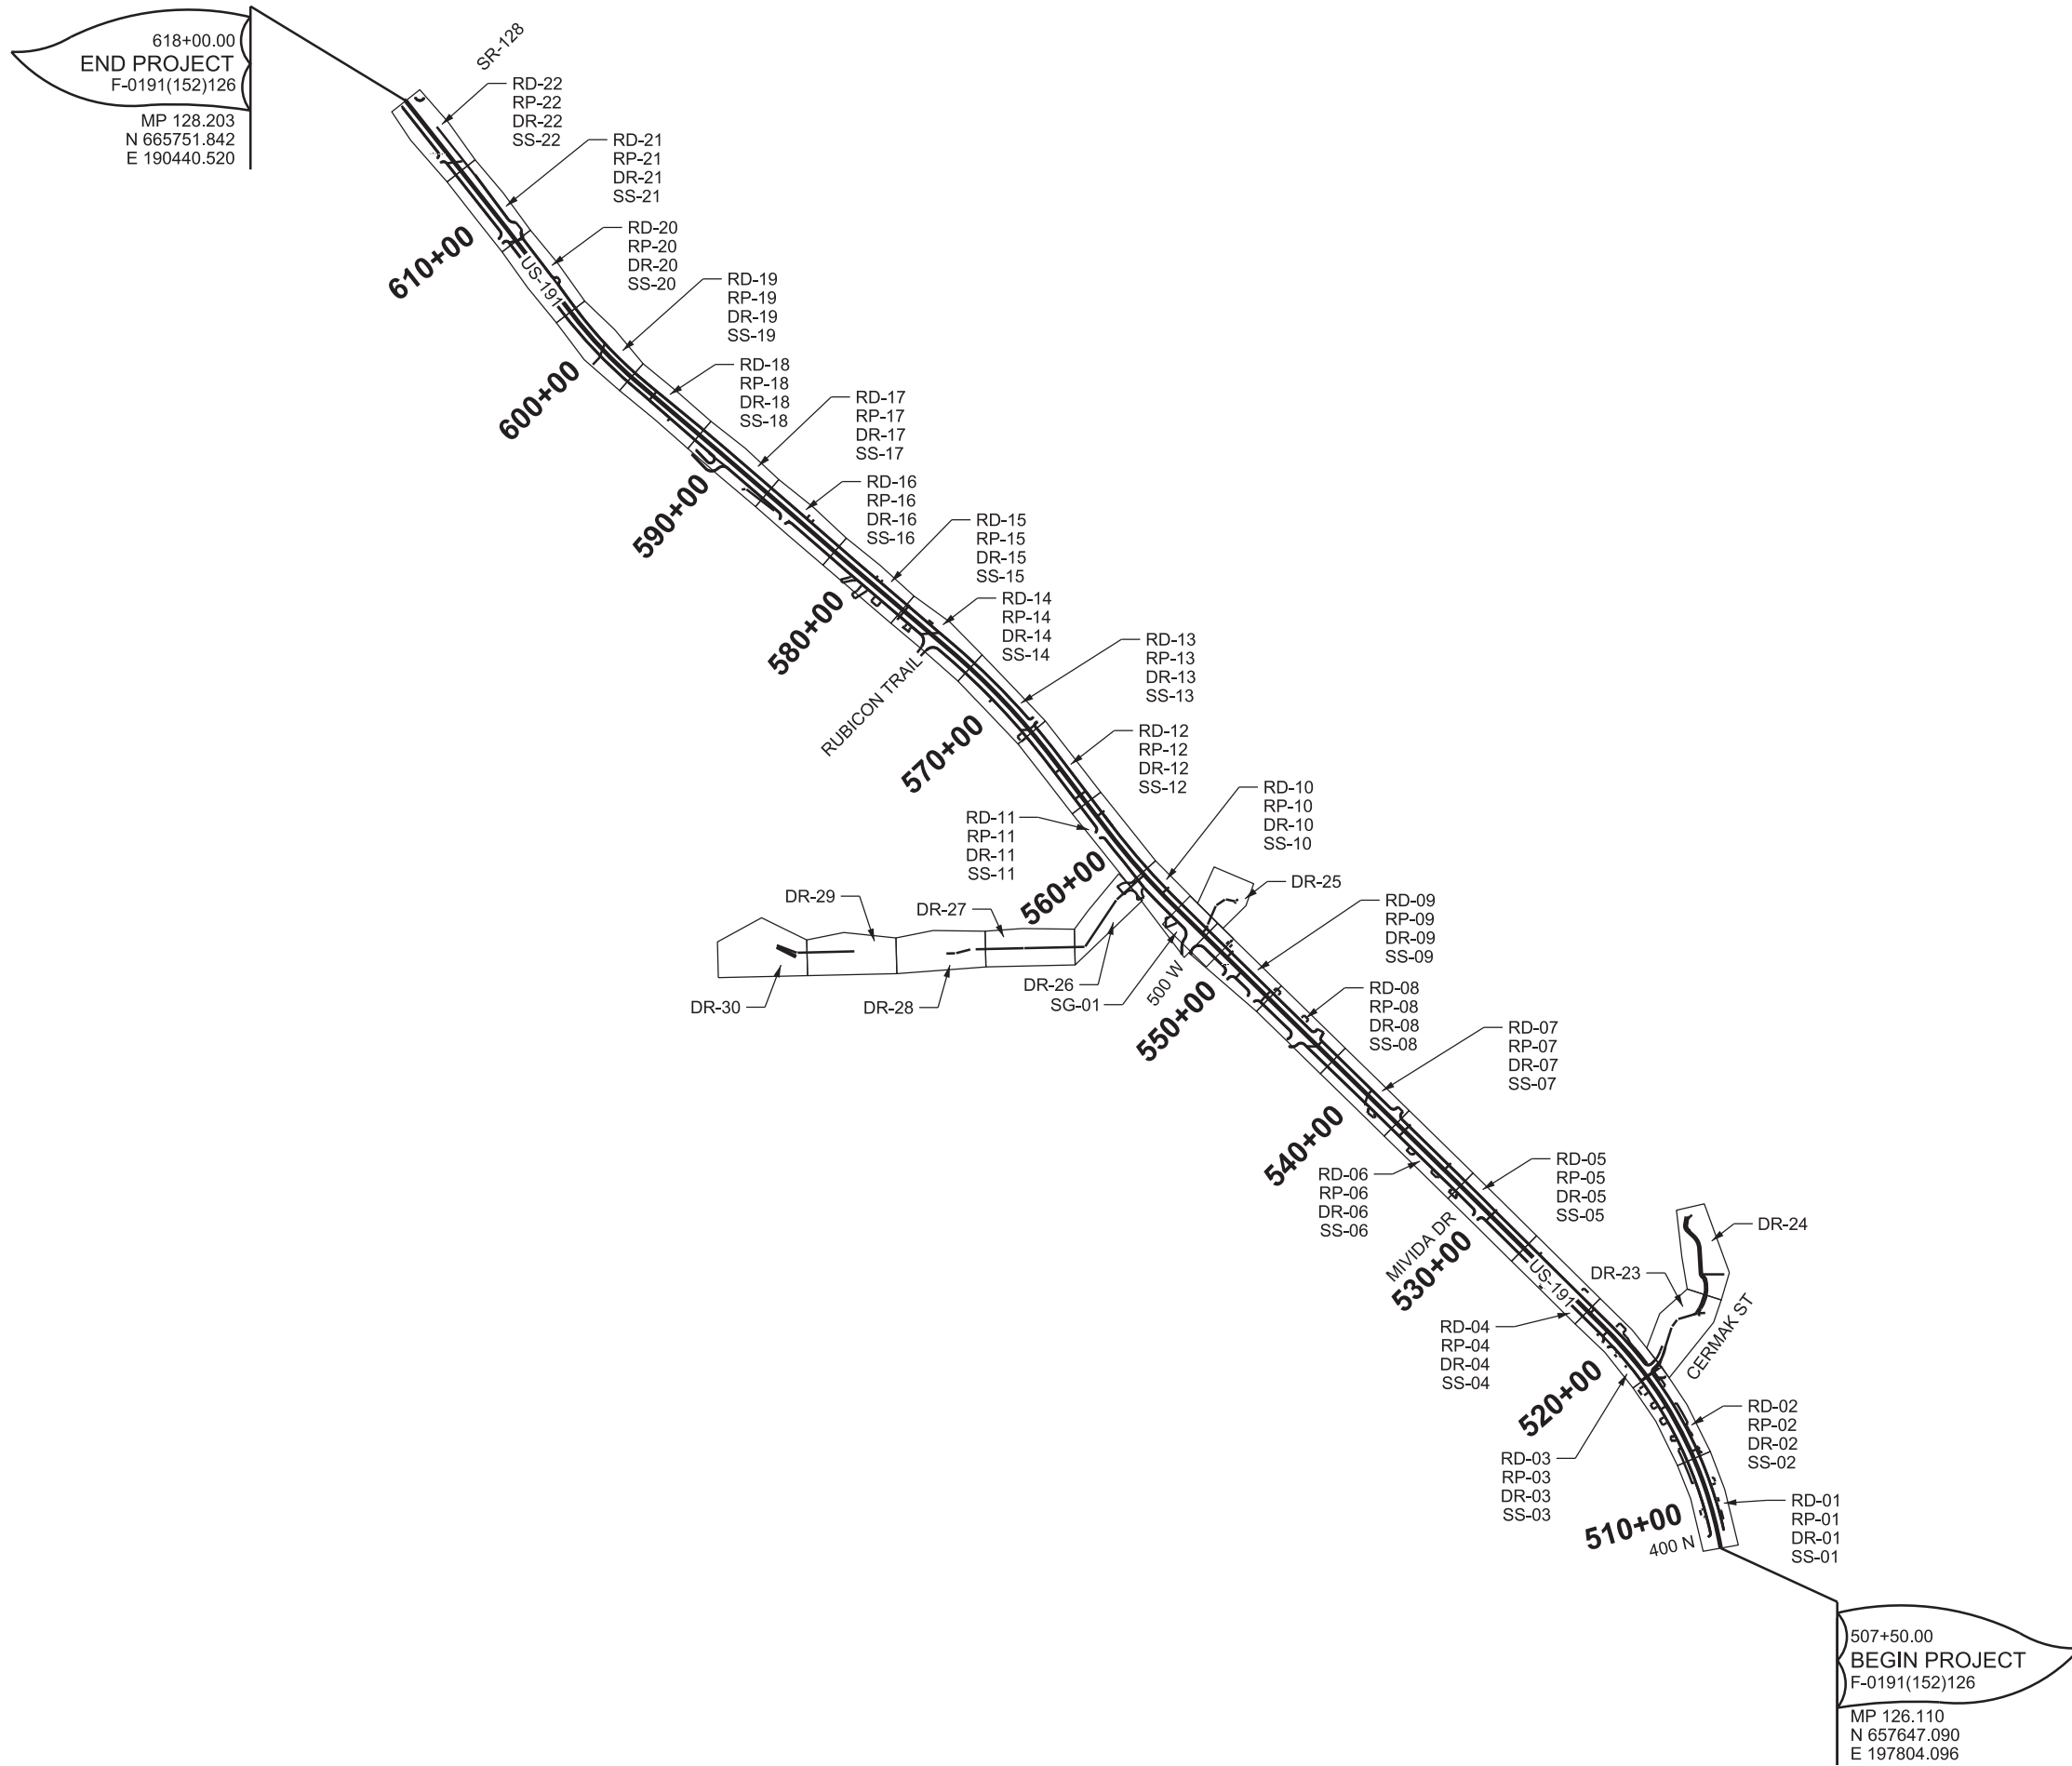 618+00.00
END PROJECT
F-0191(152)126
MP 128.203
N 665751.842
E 190440.520
SR-128
RD-22
RP-22
DR-22
SS-22
RD-21
RP-21
DR-21
SS-21
RD-20
RP-20
DR-20
SS-20
610+00
US-191
RD-19
RP-19
DR-19
SS-19
RD-18
RP-18
DR-18
SS-18
600+00
RD-17
RP-17
DR-17
SS-17
RD-16
RP-16
DR-16
SS-16
590+00
RD-15
RP-15
DR-15
SS-15
RD-14
RP-14
DR-14
SS-14
580+00
RUBICON TRAIL
RD-13
RP-13
DR-13
SS-13
RD-12
RP-12
DR-12
SS-12
570+00
RD-10
RP-10
DR-10
SS-10
RD-11
RP-11
DR-11
SS-11
560+00
DR-25
DR-29
DR-27
RD-09
RP-09
DR-09
SS-09
DR-30
DR-28
DR-26
SG-01
500 W
550+00
RD-08
RP-08
DR-08
SS-08
RD-07
RP-07
DR-07
SS-07
540+00
RD-06
RP-06
DR-06
SS-06
RD-05
RP-05
DR-05
SS-05
MIVIDA DR
530+00
US-191
DR-24
DR-23
CERMAK ST
RD-04
RP-04
DR-04
SS-04
520+00
RD-02
RP-02
DR-02
SS-02
RD-03
RP-03
DR-03
SS-03
RD-01
RP-01
DR-01
SS-01
510+00
400 N
507+50.00
BEGIN PROJECT
F-0191(152)126
MP 126.110
N 657647.090
E 197804.096